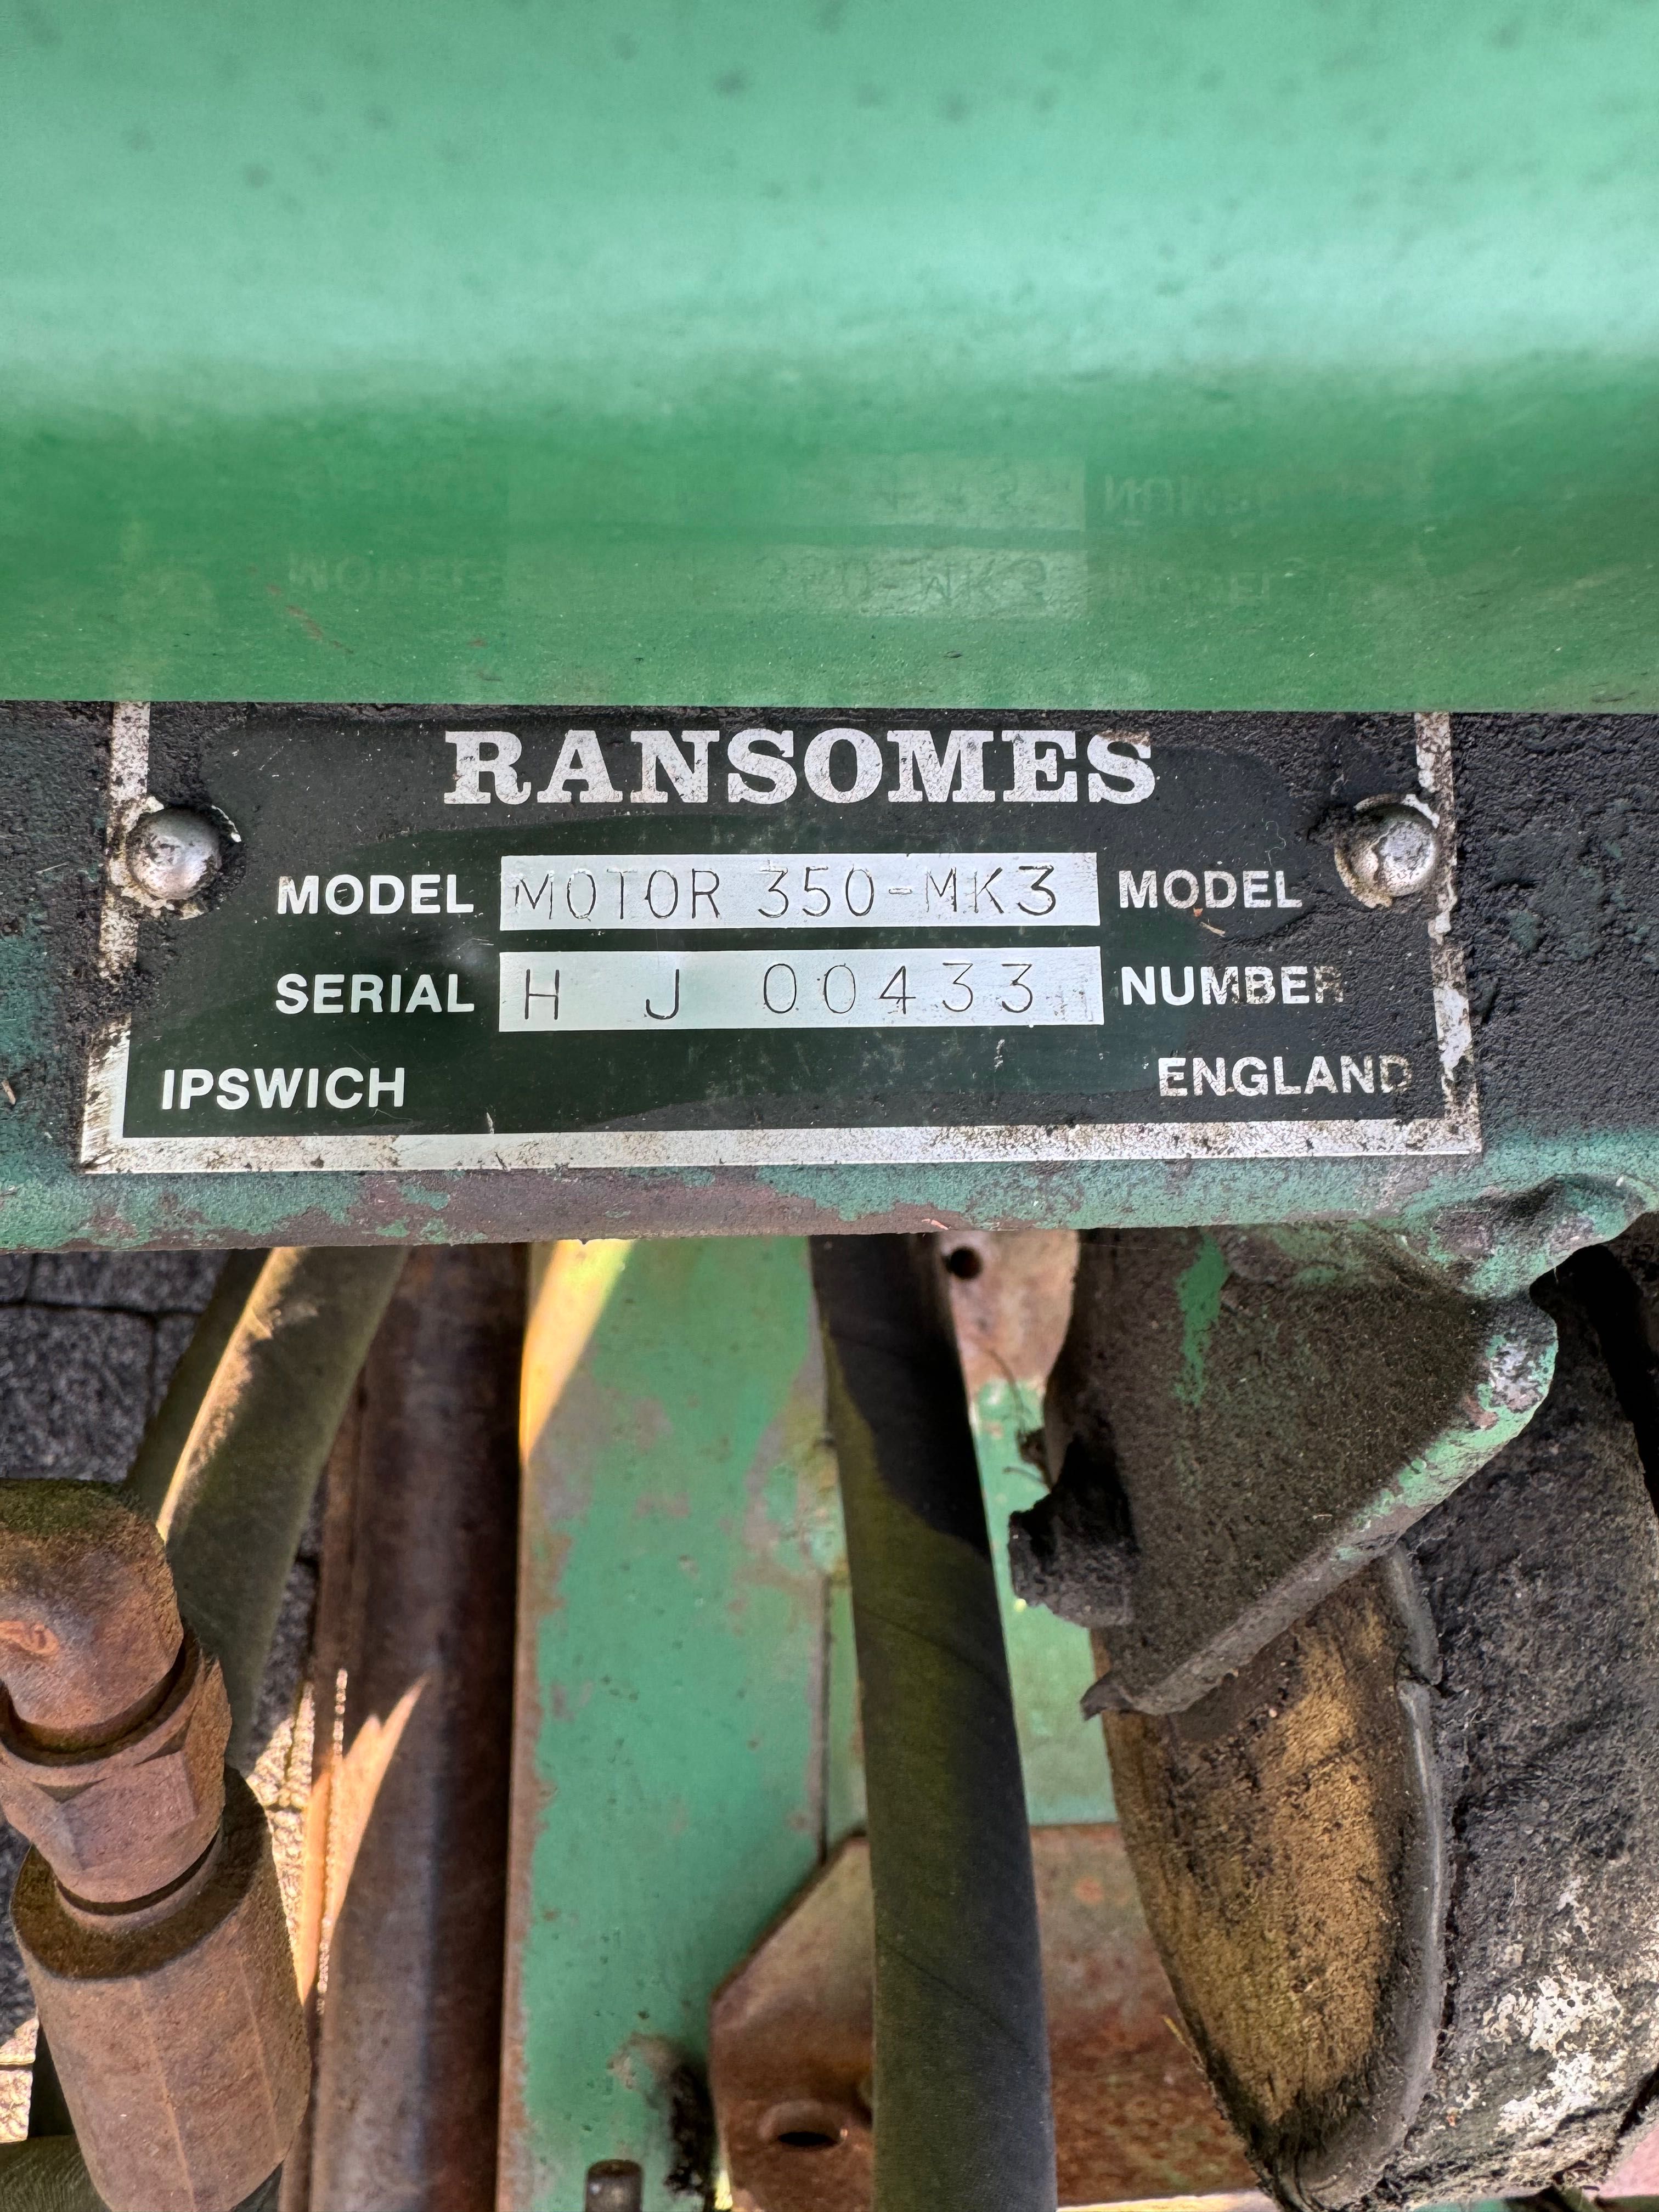 RANSOMES
MODEL MOTOR 350-MK3 MODEL
SERIAL H J 00433 NUMBER
IPSWICH ENGLAND